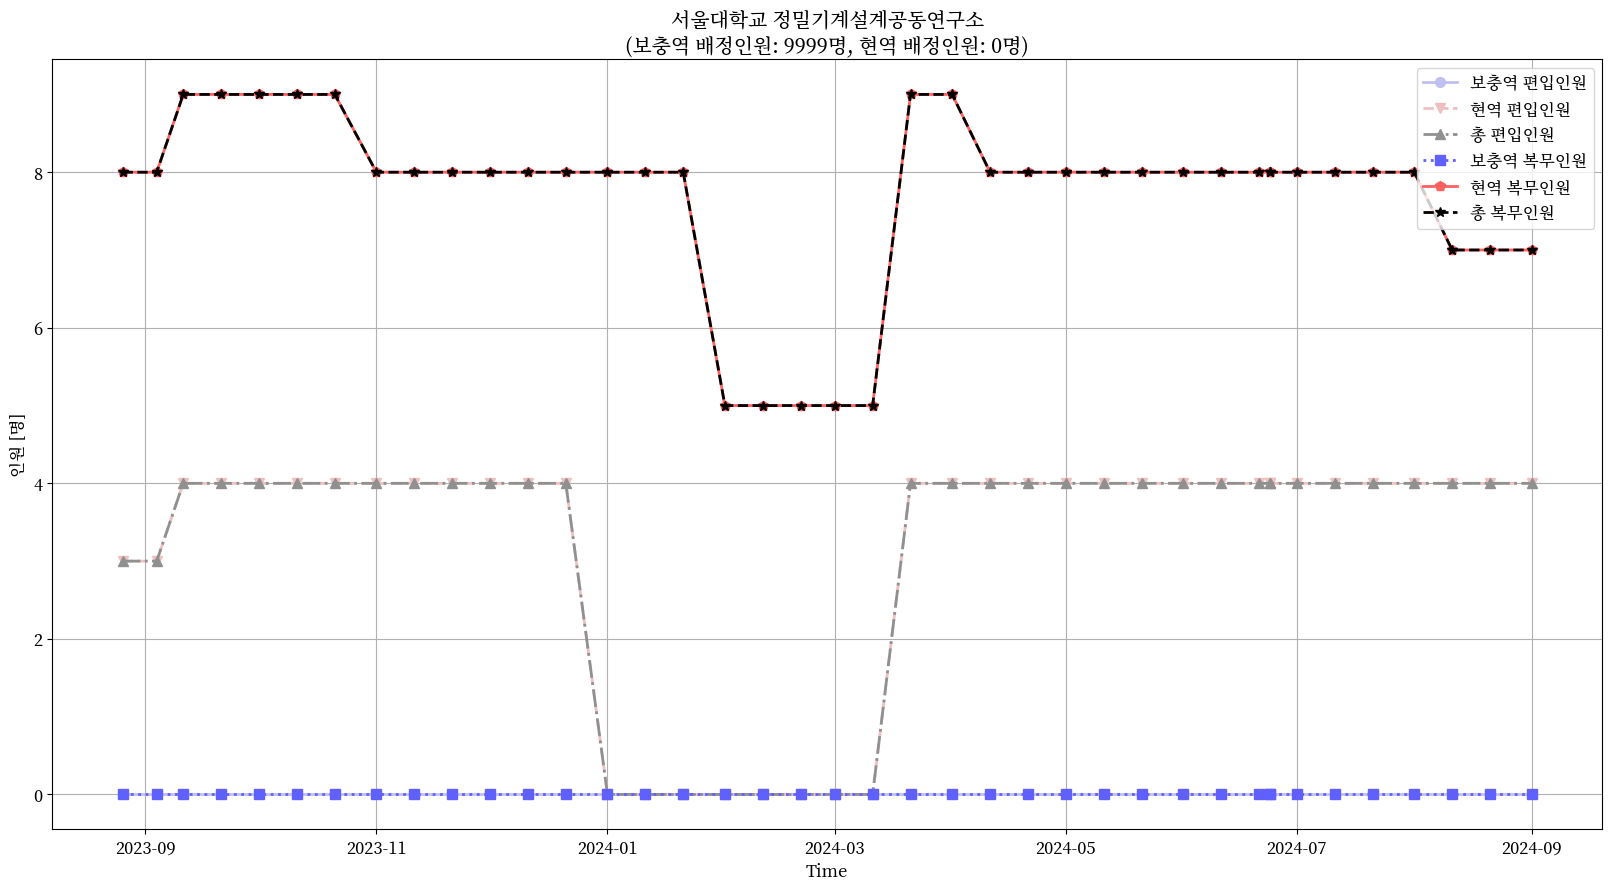 서울대학교 정밀기계설계공동연구소
(보충역 배정인원: 9999명, 현역 배정인원: 0명)
보충역 편입인원
현역 편입인원
총 편입인원
보충역 복무인원
현역 복무인원
총 복무인원
인원 [명]
8
6
4
2
0
2023-09
2023-11
2024-01
2024-03
2024-05
2024-07
2024-09
Time